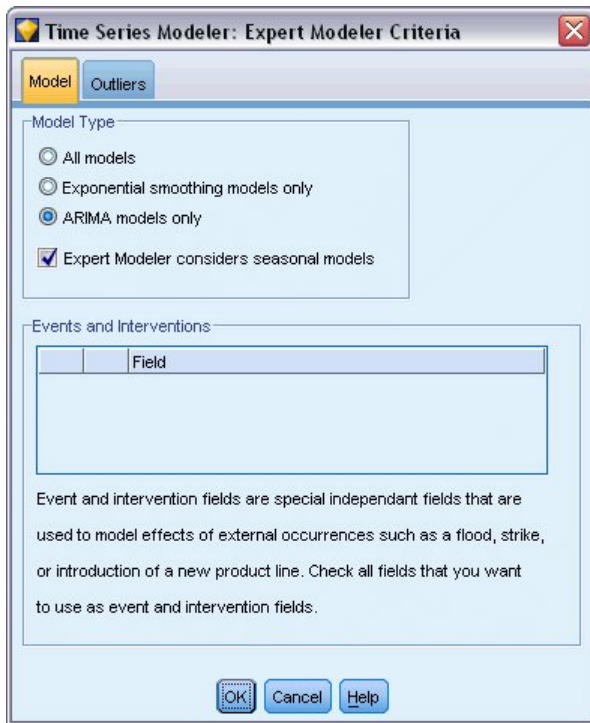 Time Series Modeler: Expert Modeler Criteria
Model
Outliers
Model Type
All models
Exponential smoothing models only
ARIMA models only
Expert Modeler considers seasonal models
Events and Interventions
Field
Event and intervention fields are special independant fields that are
used to model effects of external occurrences such as a flood, strike,
or introduction of a new product line. Check all fields that you want
to use as event and intervention fields.
OK
Cancel
Help